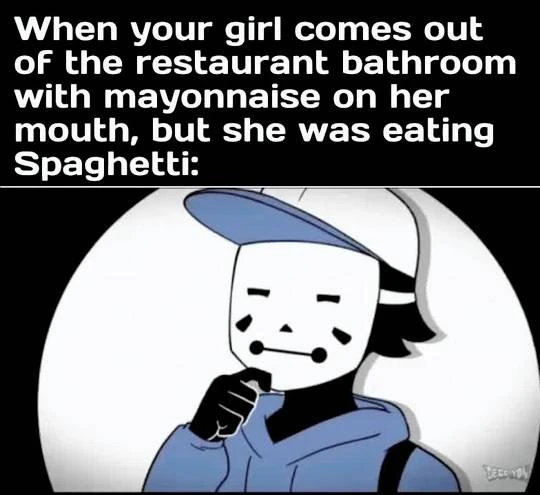 When your girl comes out
of the restaurant bathroom
with mayonnaise on her
mouth, but she was eating
Spaghetti: